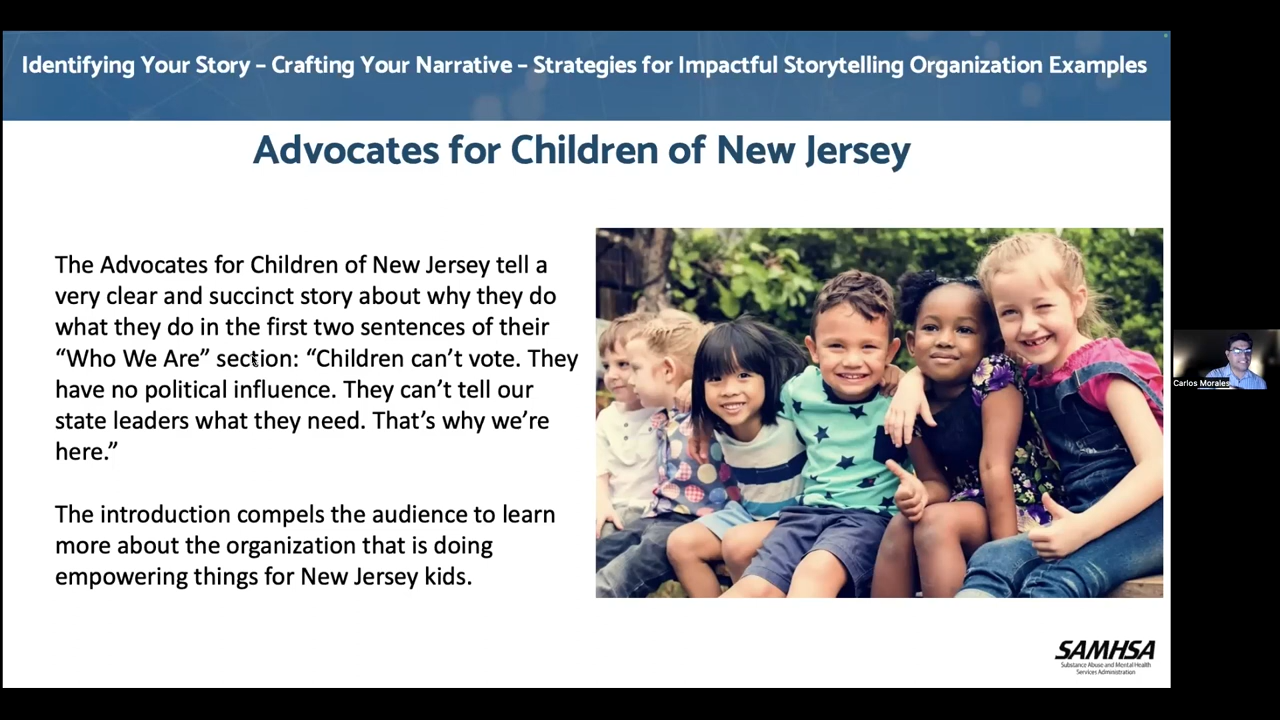 Identifying Your Story – Crafting Your Narrative – Strategies for Impactful Storytelling Organization Examples
Advocates for Children of New Jersey
The Advocates for Children of New Jersey tell a
very clear and succinct story about why they do
what they do in the first two sentences of their
“Who We Are” section: “Children can’t vote. They
have no political influence. They can’t tell our
state leaders what they need. That’s why we’re
here.”
The introduction compels the audience to learn
more about the organization that is doing
empowering things for New Jersey kids.
Carlos Morales
SAMHSA
Substance Abuse and Mental Health
Services Administration